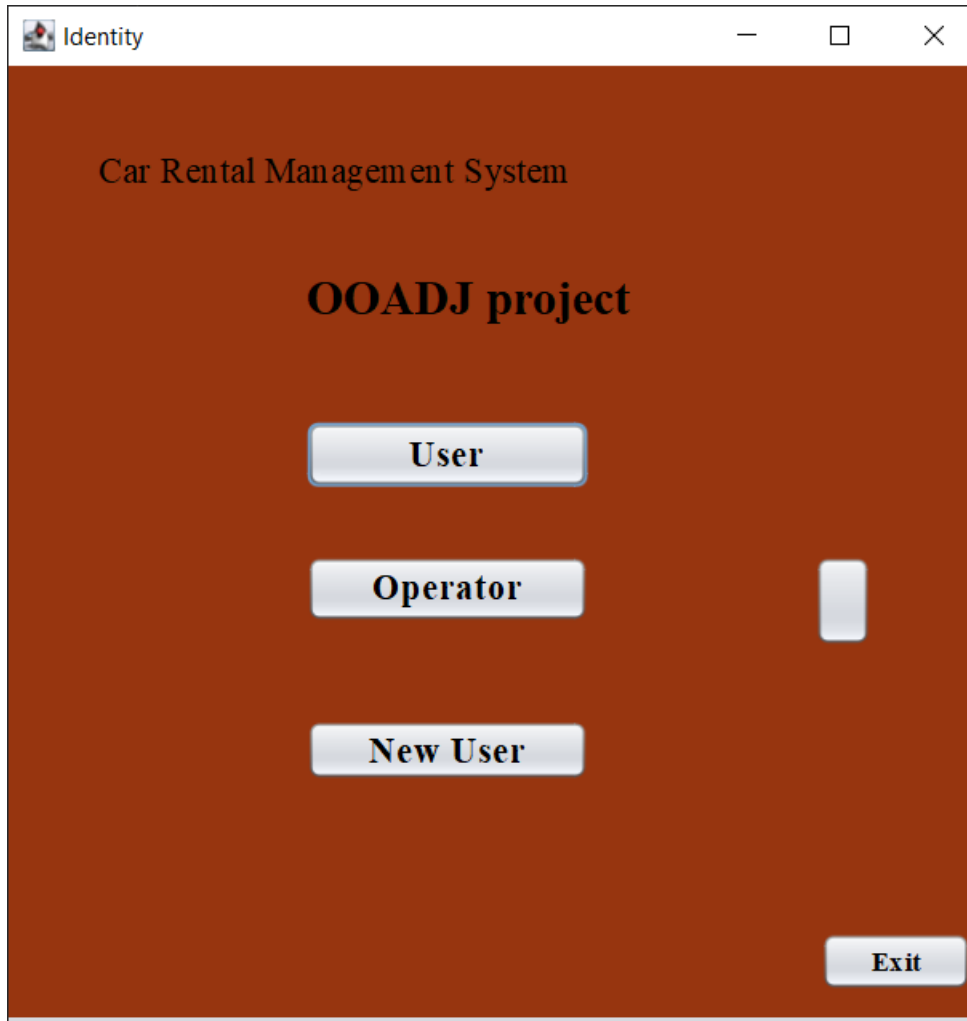 Identity
Car Rental Management System
OOADJ project
User
Operator
New User
Exit